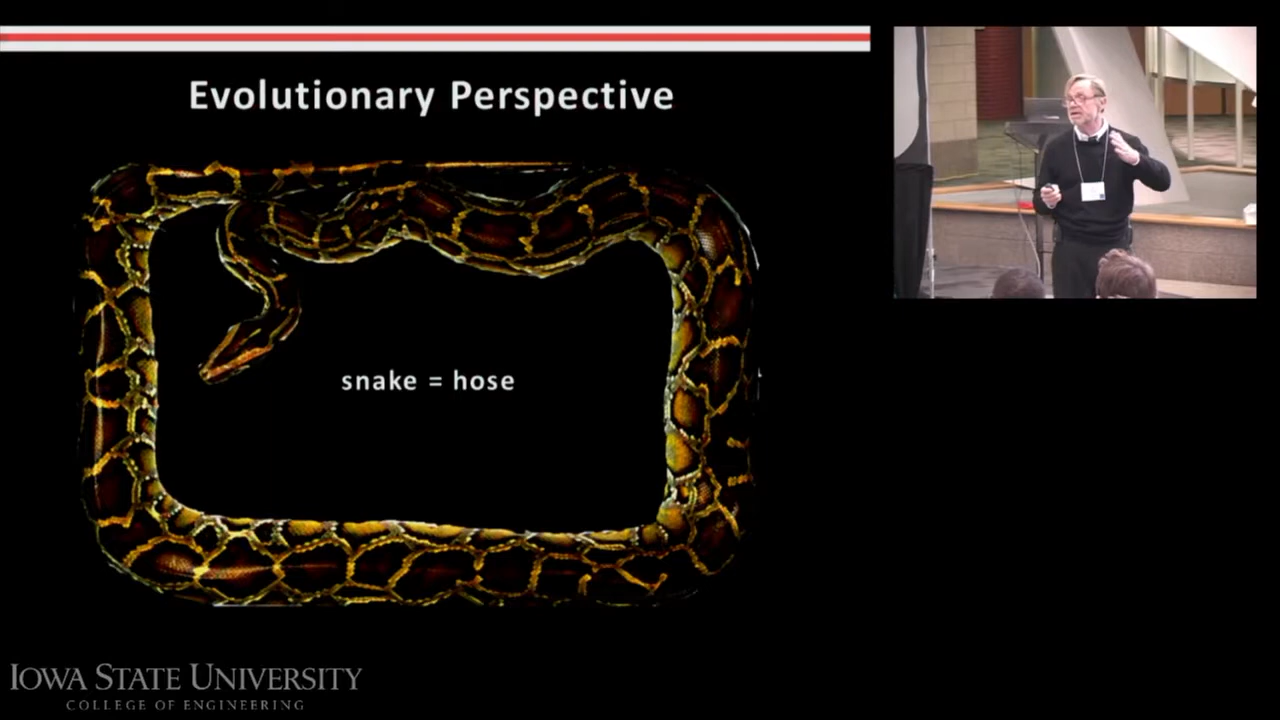 Evolutionary Perspective
snake = hose
IOWA STATE UNIVERSITY
COLLEGE OF ENGINEERING